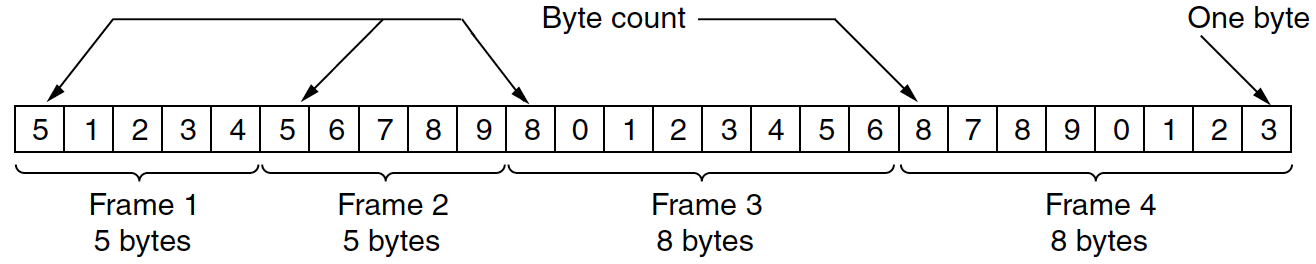 Byte count One byte
5 1 2 3 4 5 6 7 8 9 8 0 1 2 3 4 5 6 8 7 8 9 0 1 2 3
Frame 1 Frame 2 Frame 3 Frame 4
5 bytes 5 bytes 8 bytes 8 bytes